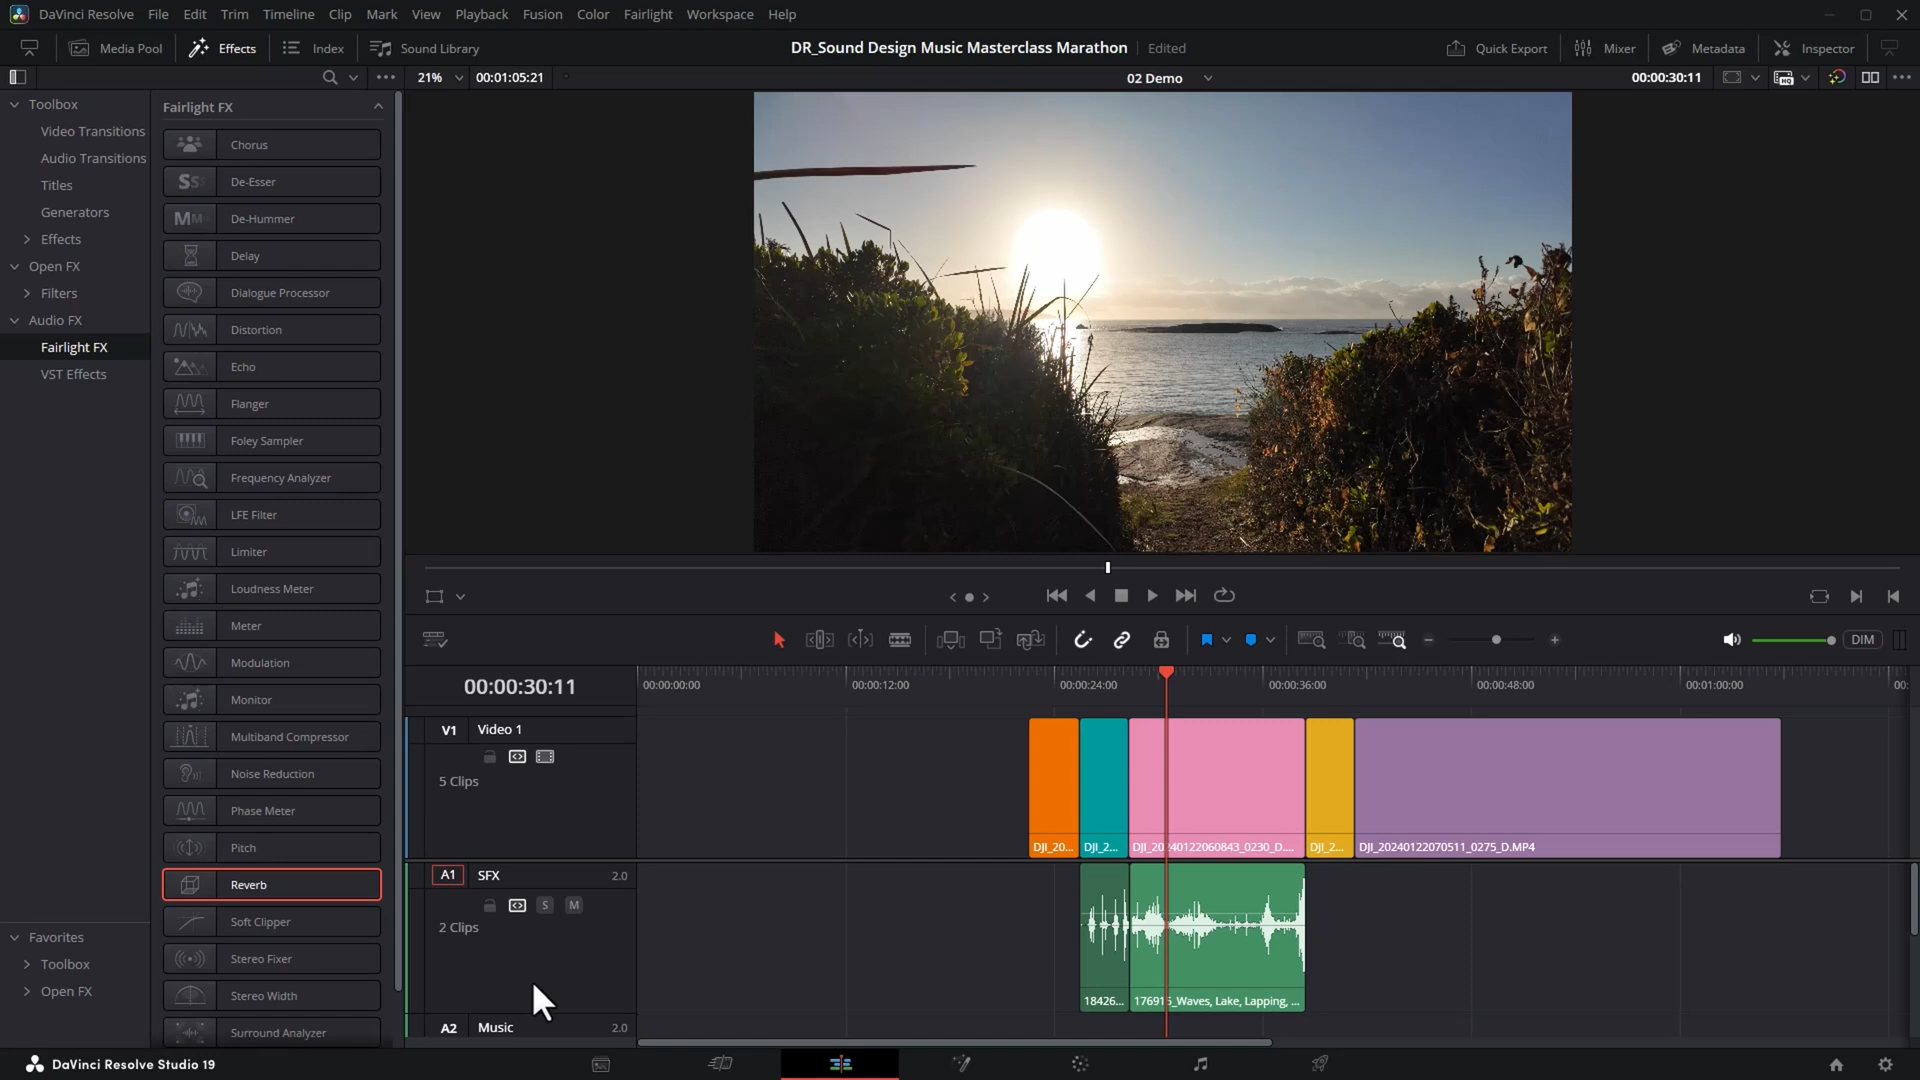 DaVinci Resolve File Edit Trim Timeline Clip Mark View Playback Fusion Color Fairlight Workspace Help
Media Pool Effects Index Sound Library DR_Sound Design Music Masterclass Marathon Edited Quick Export Mixer Metadata Inspector
21% 00:01:05:21 02 Demo 00:00:30:11
Toolbox
Video Transitions
Audio Transitions
Titles
Generators
Effects
Open FX
Filters
Audio FX
Fairlight FX
VST Effects
Favorites
Toolbox
Open FX
Fairlight FX
Chorus
De-Esser
De-Hummer
Delay
Dialogue Processor
Distortion
Echo
Flanger
Foley Sampler
Frequency Analyzer
LFE Filter
Limiter
Loudness Meter
Meter
Modulation
Monitor
Multiband Compressor
Noise Reduction
Phase Meter
Pitch
Reverb
Soft Clipper
Stereo Fixer
Stereo Width
Surround Analyzer
DIM
00:00:30:11 00:00:00:00 00:00:12:00 00:00:24:00 00:00:36:00 00:00:48:00 00:01:00:00 00:
V1 Video 1
5 Clips
DJI_20... DJI_2... DJI_20240122060843_0230_D.... DJI_2... DJI_20240122070511_0275_D.MP4
A1 SFX 2.0
S M
2 Clips
18426... 176915_Waves, Lake, Lapping, ...
A2 Music 2.0
DaVinci Resolve Studio 19